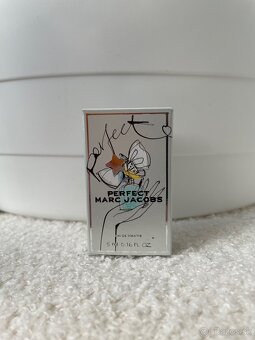 Perfect
PERFECT
MARC JACOBS
EAU DE TOILETTE
5 ml 0.16 FL. OZ.